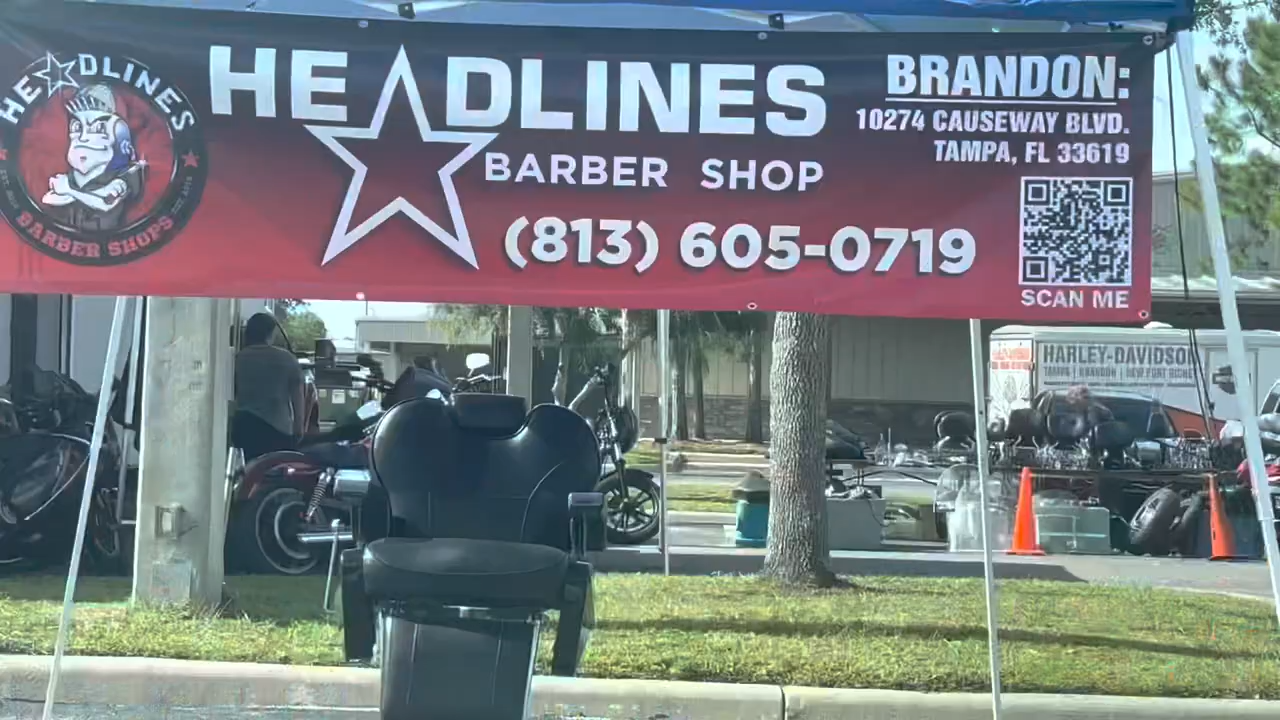 HEADLINES
BARBER SHOPS
HEADLINES
BARBER SHOP
(813) 605-0719
BRANDON:
10274 CAUSEWAY BLVD.
TAMPA, FL 33619
SCAN ME
HARLEY-DAVIDSON
TAMPA | BRANDON | NEW PORT RICHEY